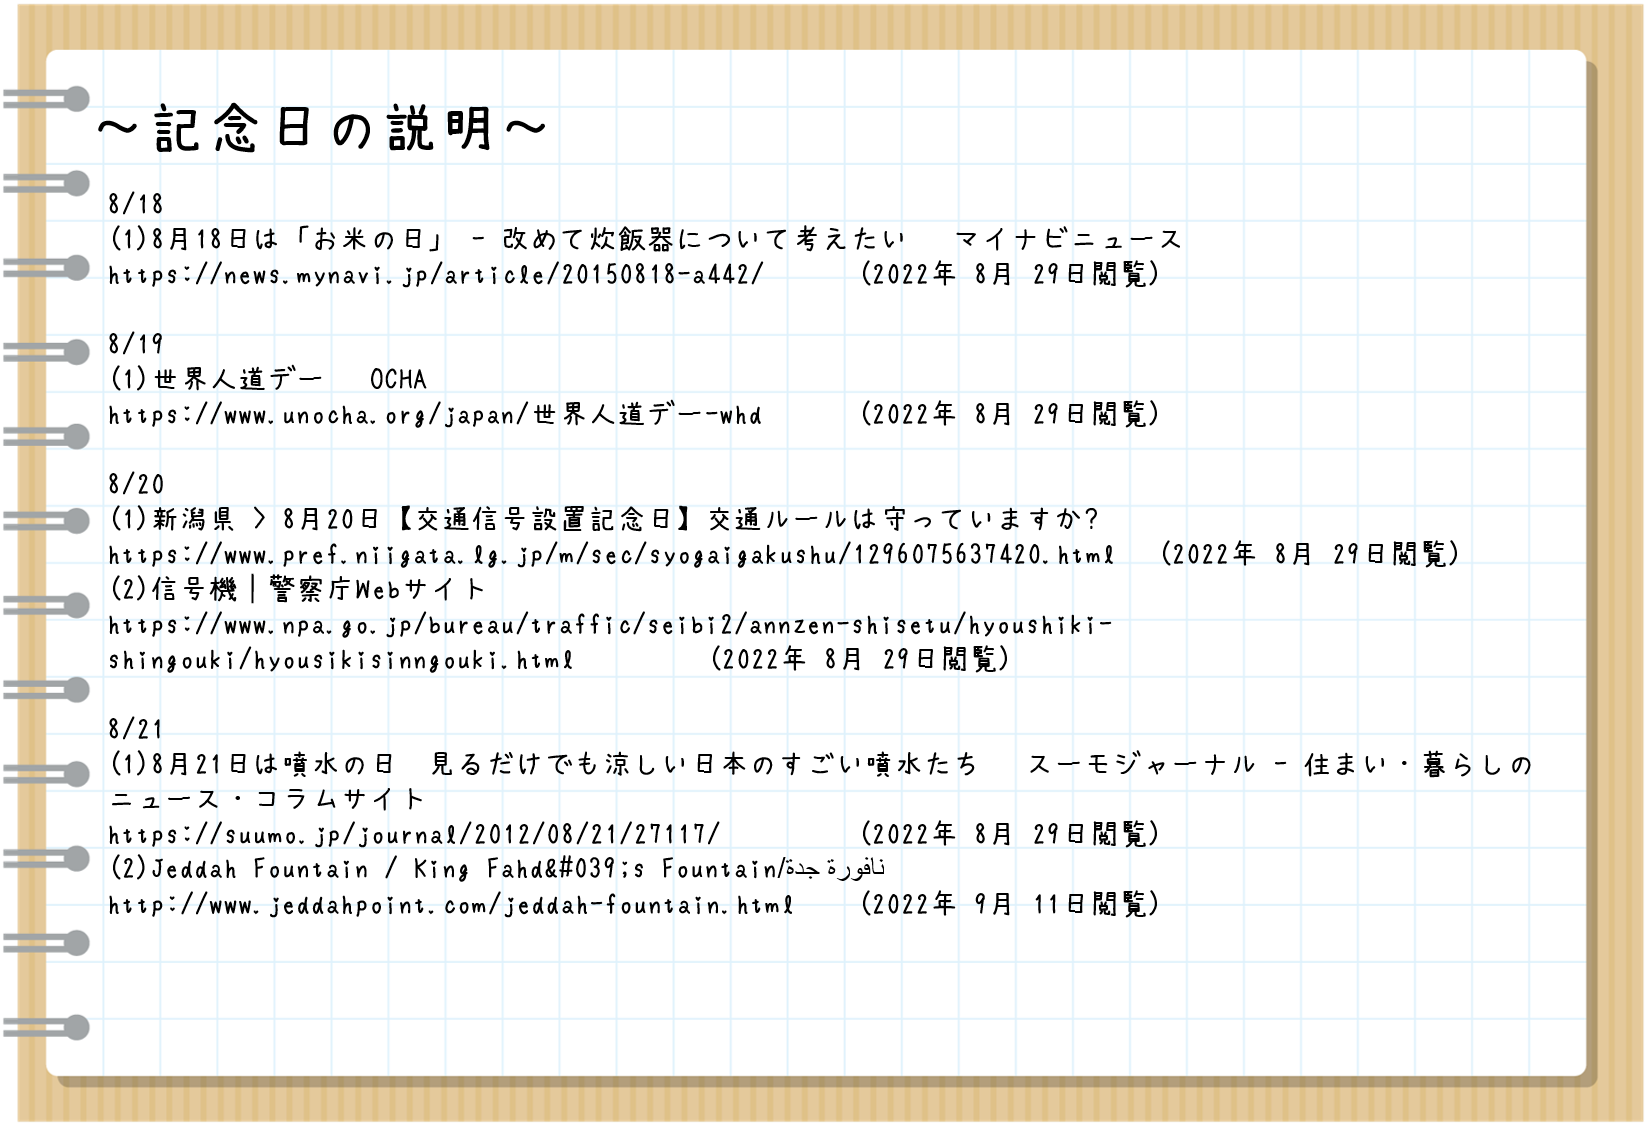 ～記念日の説明～
8/18
(1)8月18日は「お米の日」 - 改めて炊飯器について考えたい　マイナビニュース
https://news.mynavi.jp/article/20150818-a442/ (2022年 8月 29日閲覧)
8/19
(1)世界人道デー　OCHA
https://www.unocha.org/japan/世界人道デー-whd (2022年 8月 29日閲覧)
8/20
(1)新潟県 > 8月20日【交通信号設置記念日】交通ルールは守っていますか?
https://www.pref.niigata.lg.jp/m/sec/syogaigakushu/1296075637420.html (2022年 8月 29日閲覧)
(2)信号機｜警察庁Webサイト
https://www.npa.go.jp/bureau/traffic/seibi2/annzen-shisetu/hyoushiki-
shingouki/hyousikisinngouki.html (2022年 8月 29日閲覧)
8/21
(1)8月21日は噴水の日　見るだけでも涼しい日本のすごい噴水たち　スーモジャーナル - 住まい・暮らしの
ニュース・コラムサイト
https://suumo.jp/journal/2012/08/21/27117/ (2022年 8月 29日閲覧)
(2)Jeddah Fountain / King Fahd&#039;s Fountain/نافورة جدة
http://www.jeddahpoint.com/jeddah-fountain.html (2022年 9月 11日閲覧)